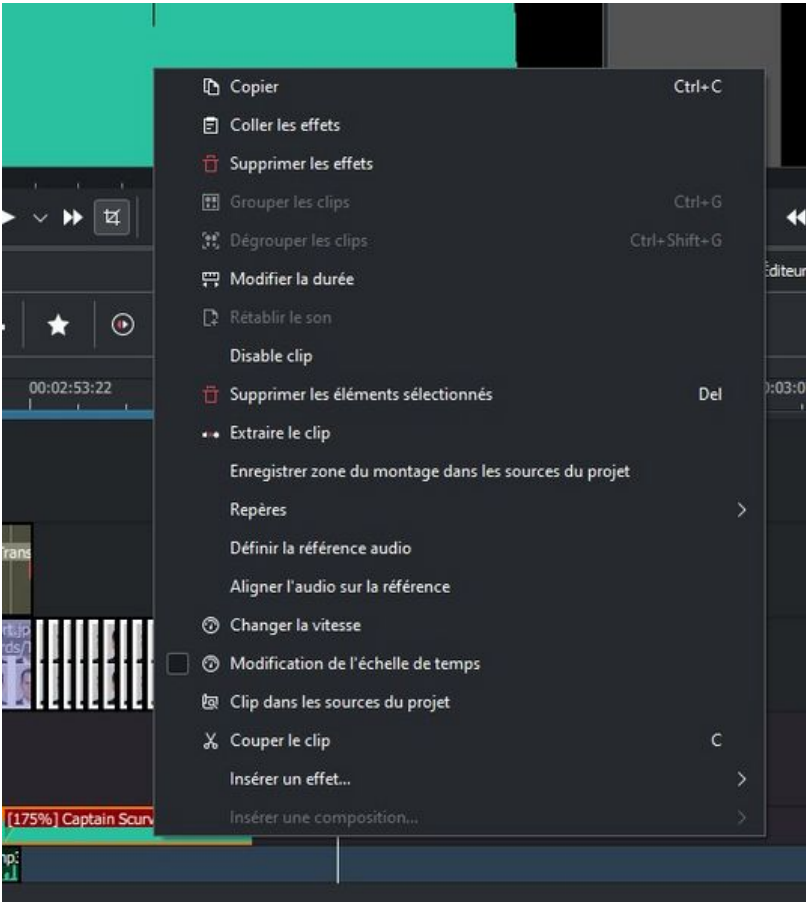 Copier Ctrl+C
Coller les effets
Supprimer les effets
Grouper les clips Ctrl+G
Dégrouper les clips Ctrl+Shift+G
Éditeur
Modifier la durée
Rétablir le son
Disable clip
00:02:53:22
Supprimer les éléments sélectionnés Del
:03:0
Extraire le clip
Enregistrer zone du montage dans les sources du projet
Repères
Définir la référence audio
Trans
Aligner l'audio sur la référence
Changer la vitesse
Modification de l'échelle de temps
Clip dans les sources du projet
Couper le clip C
Insérer un effet...
[175%] Captain Scurv
Insérer une composition...